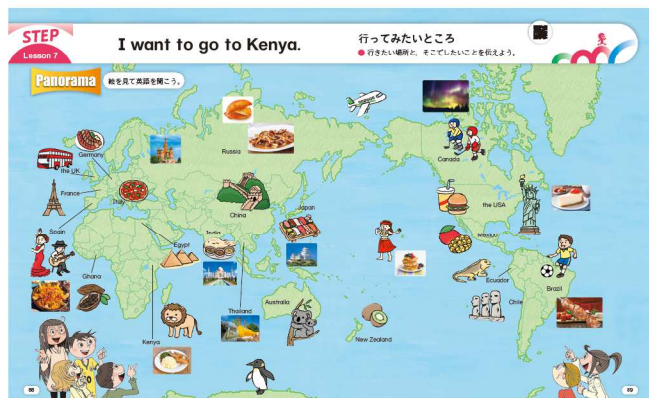 STEP
Lesson 7
I want to go to Kenya.
行ってみたいところ
● 行きたい場所と、そこでしたいことを伝えよう。
Panorama
絵を見て英語を聞こう。
Germany
the UK
France
Italy
Spain
Ghana
Kenya
Egypt
Russia
China
India
Japan
Thailand
Australia
New Zealand
Canada
the USA
Mexico
Ecuador
Brazil
Chile
88
89